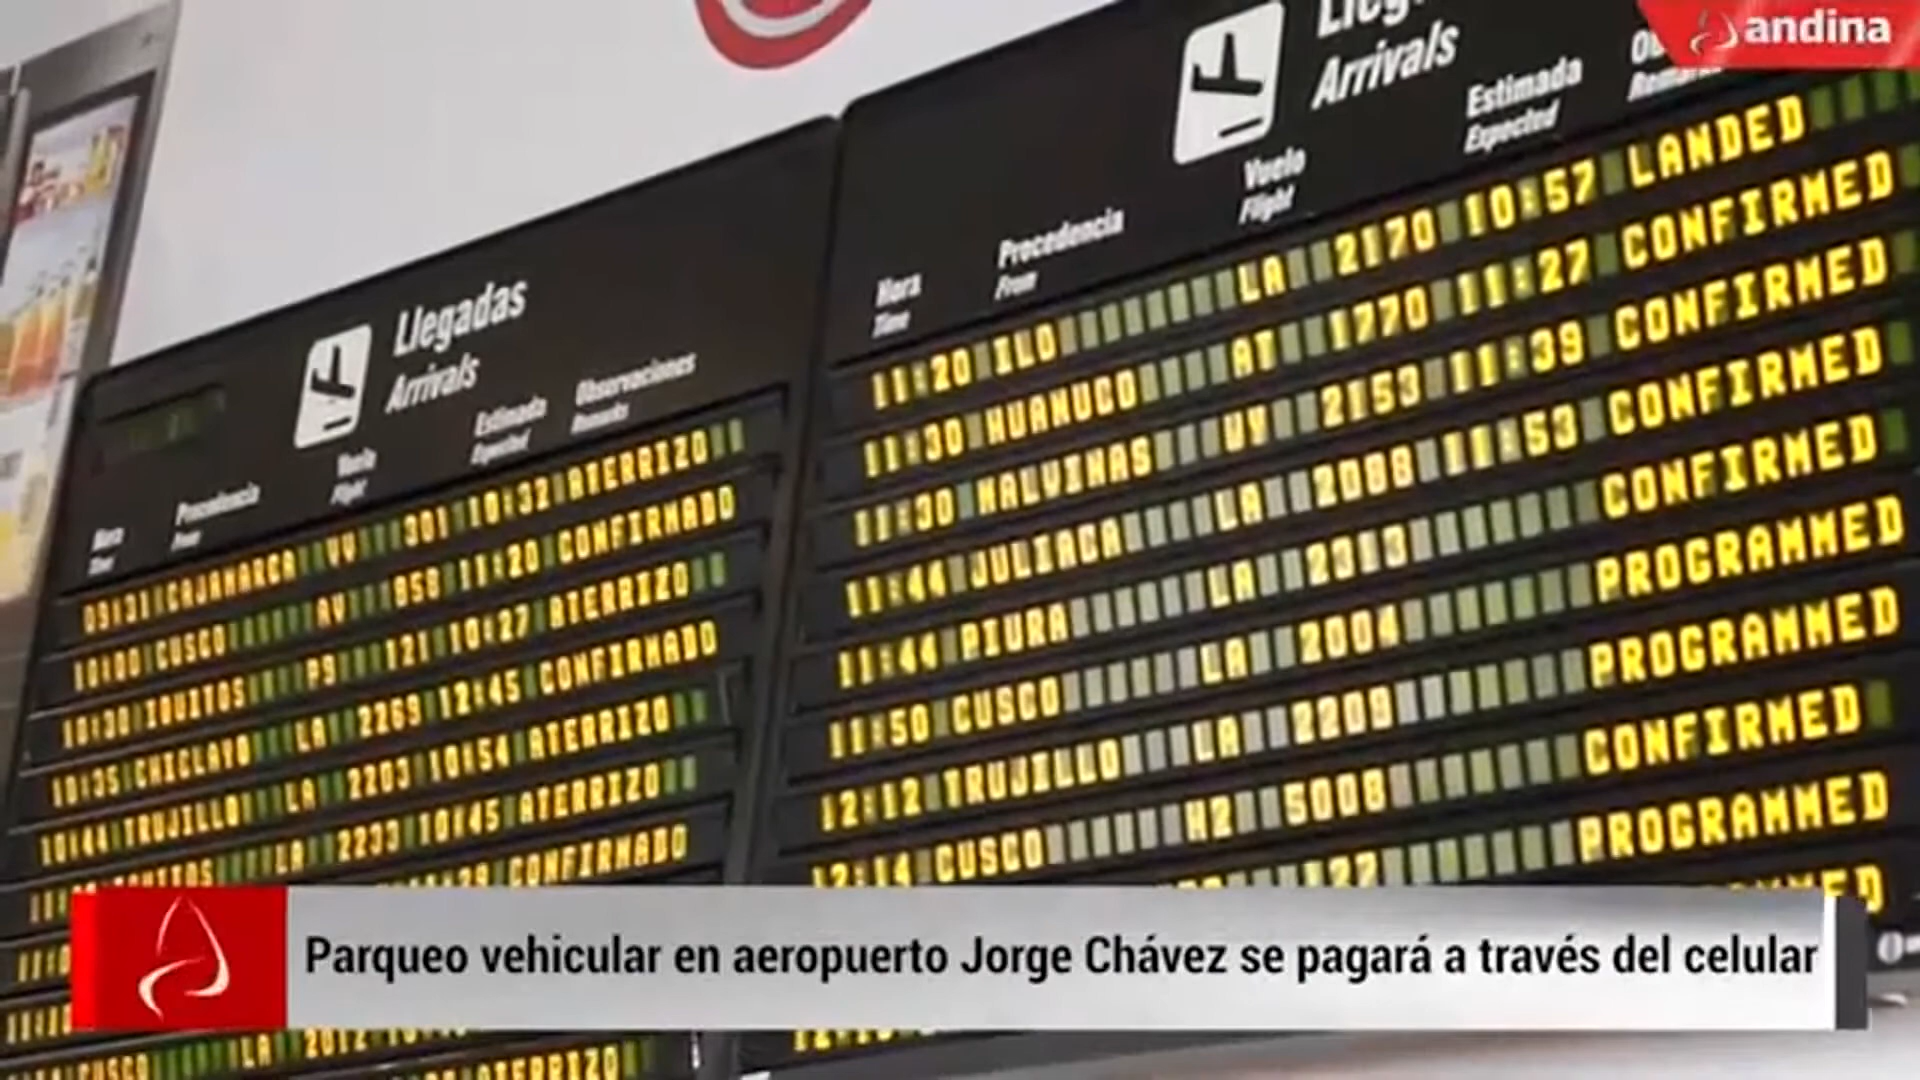 andina
Llegadas
Arrivals
Estimada
Expected
Observaciones
Remarks
Vuelo
Flight
Procedencia
From
Hora
Time
09:31 CAJAMARCA VV 301 10:32 ATERRIZO
10:00 CUSCO AV 858 11:20 CONFIRMADO
10:30 IQUITOS P9 121 10:27 ATERRIZO
10:35 CHICLAYO LA 2269 12:45 CONFIRMADO
10:44 TRUJILLO LA 2203 10:54 ATERRIZO
IQUITOS LA 2233 10:45 ATERRIZO
CONFIRMADO
CUSCO LA 2012
ATERRIZO
Arrivals
Estimada
Expected
Vuelo
Flight
Procedencia
From
Hora
Time
11:20 ILO LA 2170 10:57 LANDED
11:30 HUANUCO AT 1770 11:27 CONFIRMED
11:30 MALVINAS WY 2153 11:39 CONFIRMED
11:44 JULIACA LA 2088 11:53 CONFIRMED
11:44 PIURA LA 2313 CONFIRMED
11:50 CUSCO LA 2004 PROGRAMMED
12:12 TRUJILLO LA 2209 PROGRAMMED
12:14 CUSCO H2 5008 CONFIRMED
PROGRAMMED
Parqueo vehicular en aeropuerto Jorge Chávez se pagará a través del celular